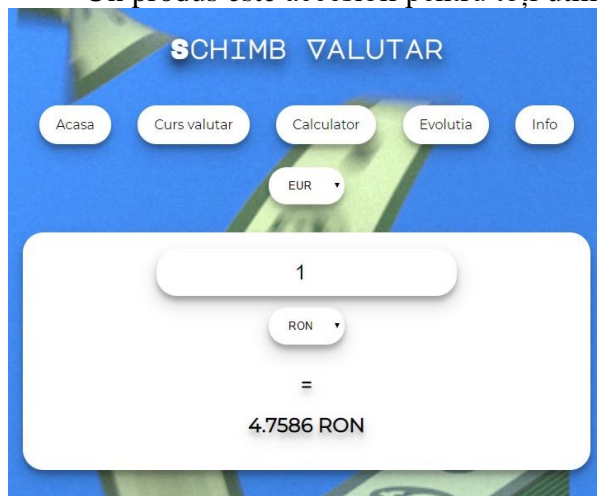 SCHIMB VALUTAR
Acasa Curs valutar Calculator Evolutia Info
EUR
1
RON
=
4.7586 RON